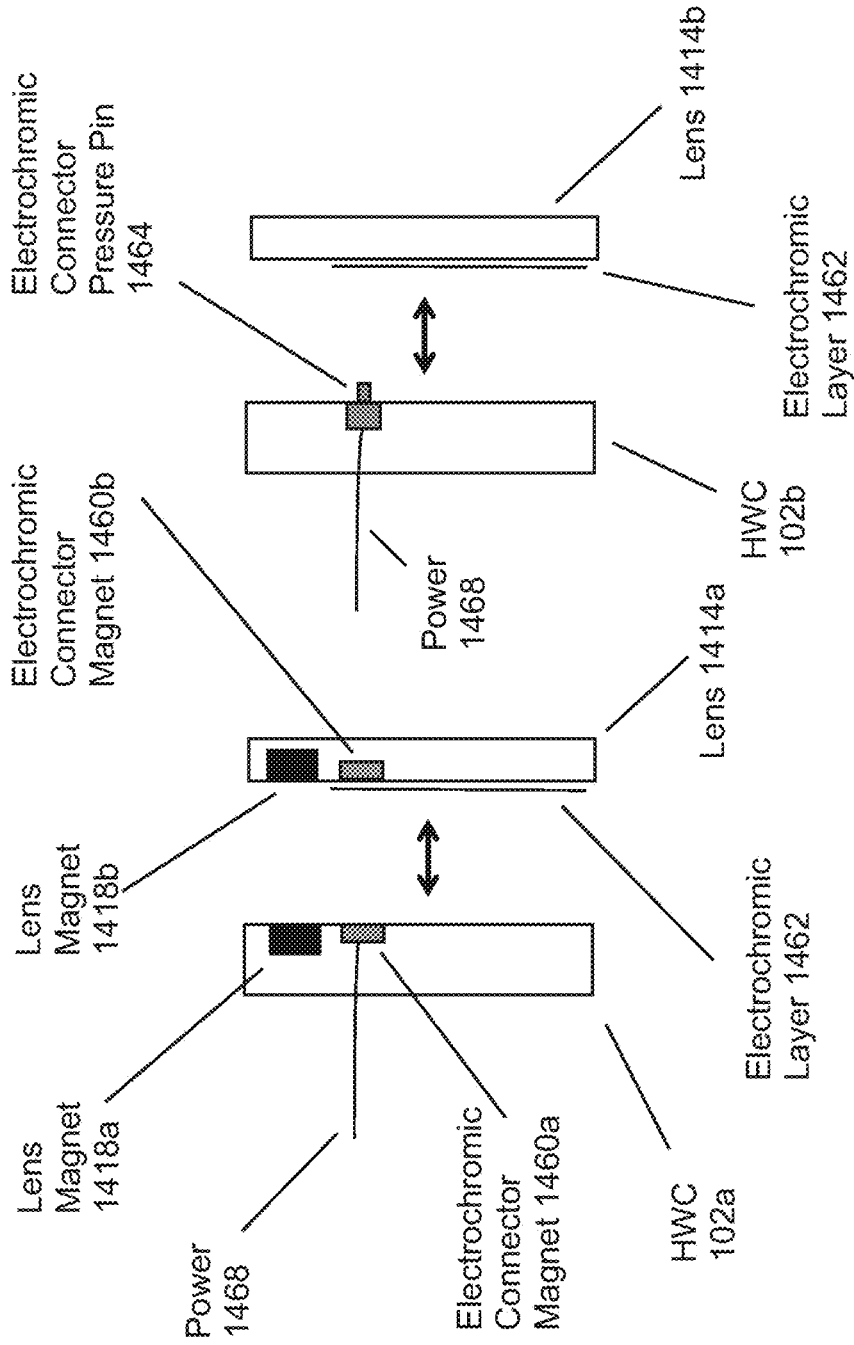 Lens
Magnet
1418a
Lens
Magnet
1418b
Electrochromic
Connector
Magnet 1460b
Electrochromic
Connector
Pressure Pin
1464
Power
1468
Power
1468
Electrochromic
Connector
Magnet 1460a
HWC
102a
Electrochromic
Layer 1462
Lens 1414a
HWC
102b
Electrochromic
Layer 1462
Lens 1414b